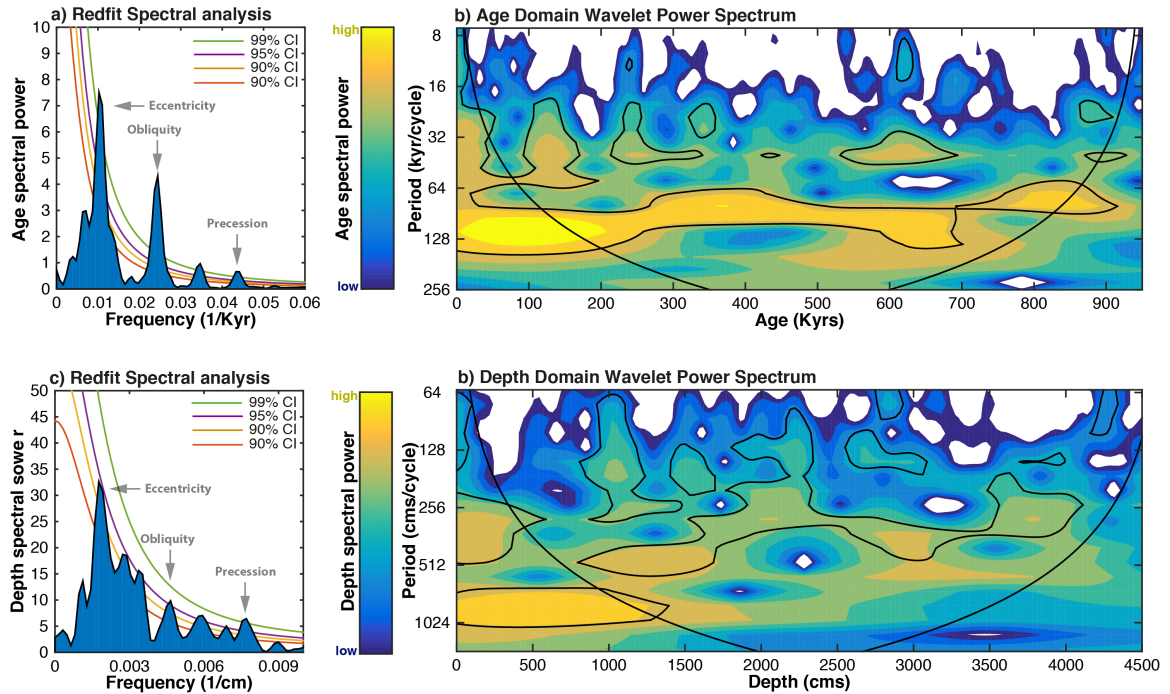 a) Redfit Spectral analysis
10
9
8
7
6
5
4
3
2
1
0
Age spectral power
99% CI
95% CI
90% CI
90% CI
Eccentricity
Obliquity
Precession
0 0.01 0.02 0.03 0.04 0.05 0.06
Frequency (1/Kyr)
high
Age spectral power
low
b) Age Domain Wavelet Power Spectrum
8
16
32
64
128
256
Period (kyr/cycle)
0 100 200 300 400 500 600 700 800 900
Age (Kyrs)
c) Redfit Spectral analysis
50
45
40
35
30
25
20
15
10
5
0
Depth spectral sower
99% CI
95% CI
90% CI
90% CI
Eccentricity
Obliquity
Precession
0 0.003 0.006 0.009
Frequency (1/cm)
high
Depth spectral power
low
b) Depth Domain Wavelet Power Spectrum
64
128
256
512
1024
Period (cms/cycle)
0 500 1000 1500 2000 2500 3000 3500 4000 4500
Depth (cms)